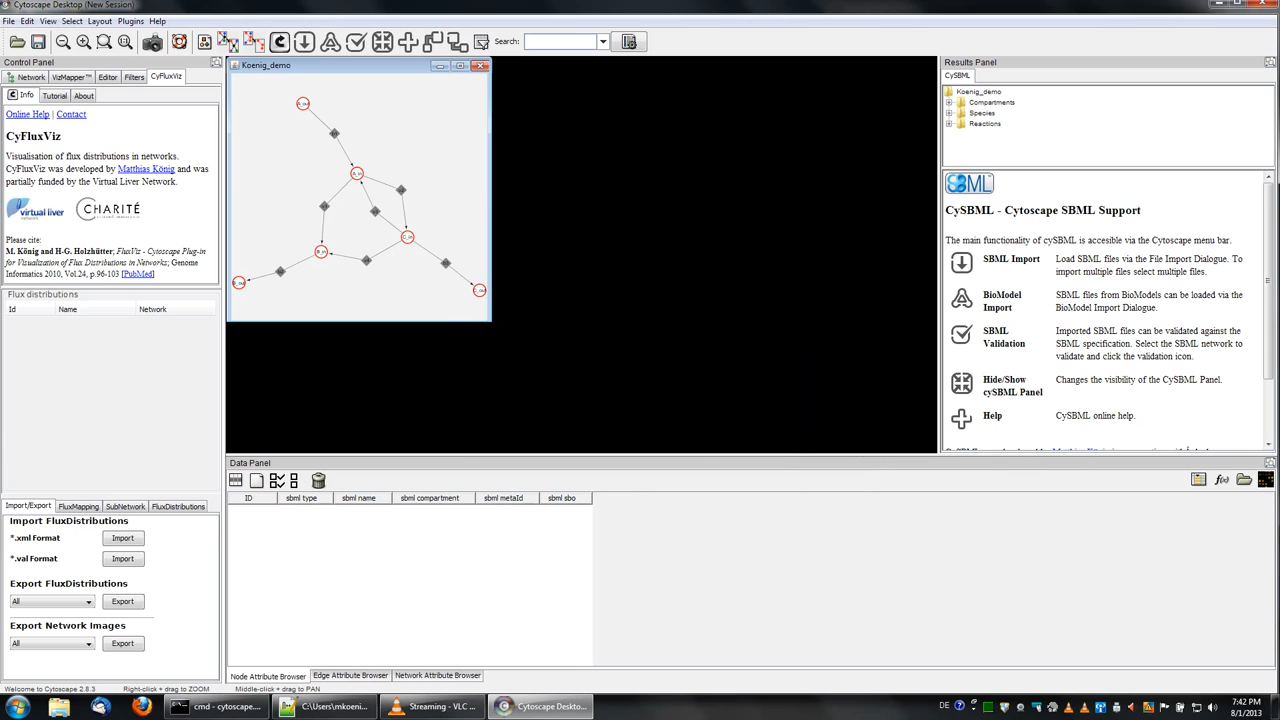 Cytoscape Desktop (New Session)
File Edit View Select Layout Plugins Help
Search:
Control Panel
Network VizMapper™ Editor Filters CyFluxViz
Info Tutorial About
Online Help | Contact
CyFluxViz
Visualisation of flux distributions in networks.
CyFluxViz was developed by Matthias König and was
partially funded by the Virtual Liver Network.
virtual liver
CHARITÉ
Please cite:
M. König and H-G. Holzhütter; FluxViz - Cytoscape Plug-in
for Visualization of Flux Distributions in Networks; Genome
Informatics 2010, Vol.24, p.96-103 [PubMed]
Flux distributions
Id Name Network
Import/Export FluxMapping SubNetwork FluxDistributions
Import FluxDistributions
*.xml Format Import
*.val Format Import
Export FluxDistributions
All Export
Export Network Images
All Export
Koenig_demo
A_out
A_in
C_in
B_in
B_out
C_out
Data Panel
ID sbml type sbml name sbml compartment sbml metaId sbml sbo
Node Attribute Browser Edge Attribute Browser Network Attribute Browser
Results Panel
CySBML
Koenig_demo
Compartments
Species
Reactions
SBML
CySBML - Cytoscape SBML Support
The main functionality of cySBML is accesible via the Cytoscape menu bar.
SBML Import Load SBML files via the File Import Dialogue. To
import multiple files select multiple files.
BioModel SBML files from BioModels can be loaded via the
Import BioModel Import Dialogue.
SBML Imported SBML files can be validated against the
Validation SBML specification. Select the SBML network to
validate and click the validation icon.
Hide/Show Changes the visibility of the CySBML Panel.
cySBML Panel
Help CySBML online help.
Welcome to Cytoscape 2.8.3 Right-click + drag to ZOOM Middle-click + drag to PAN
cmd - cytoscape....
C:\Users\mkoeni...
Streaming - VLC ...
Cytoscape Deskto...
DE
7:42 PM
8/1/2013